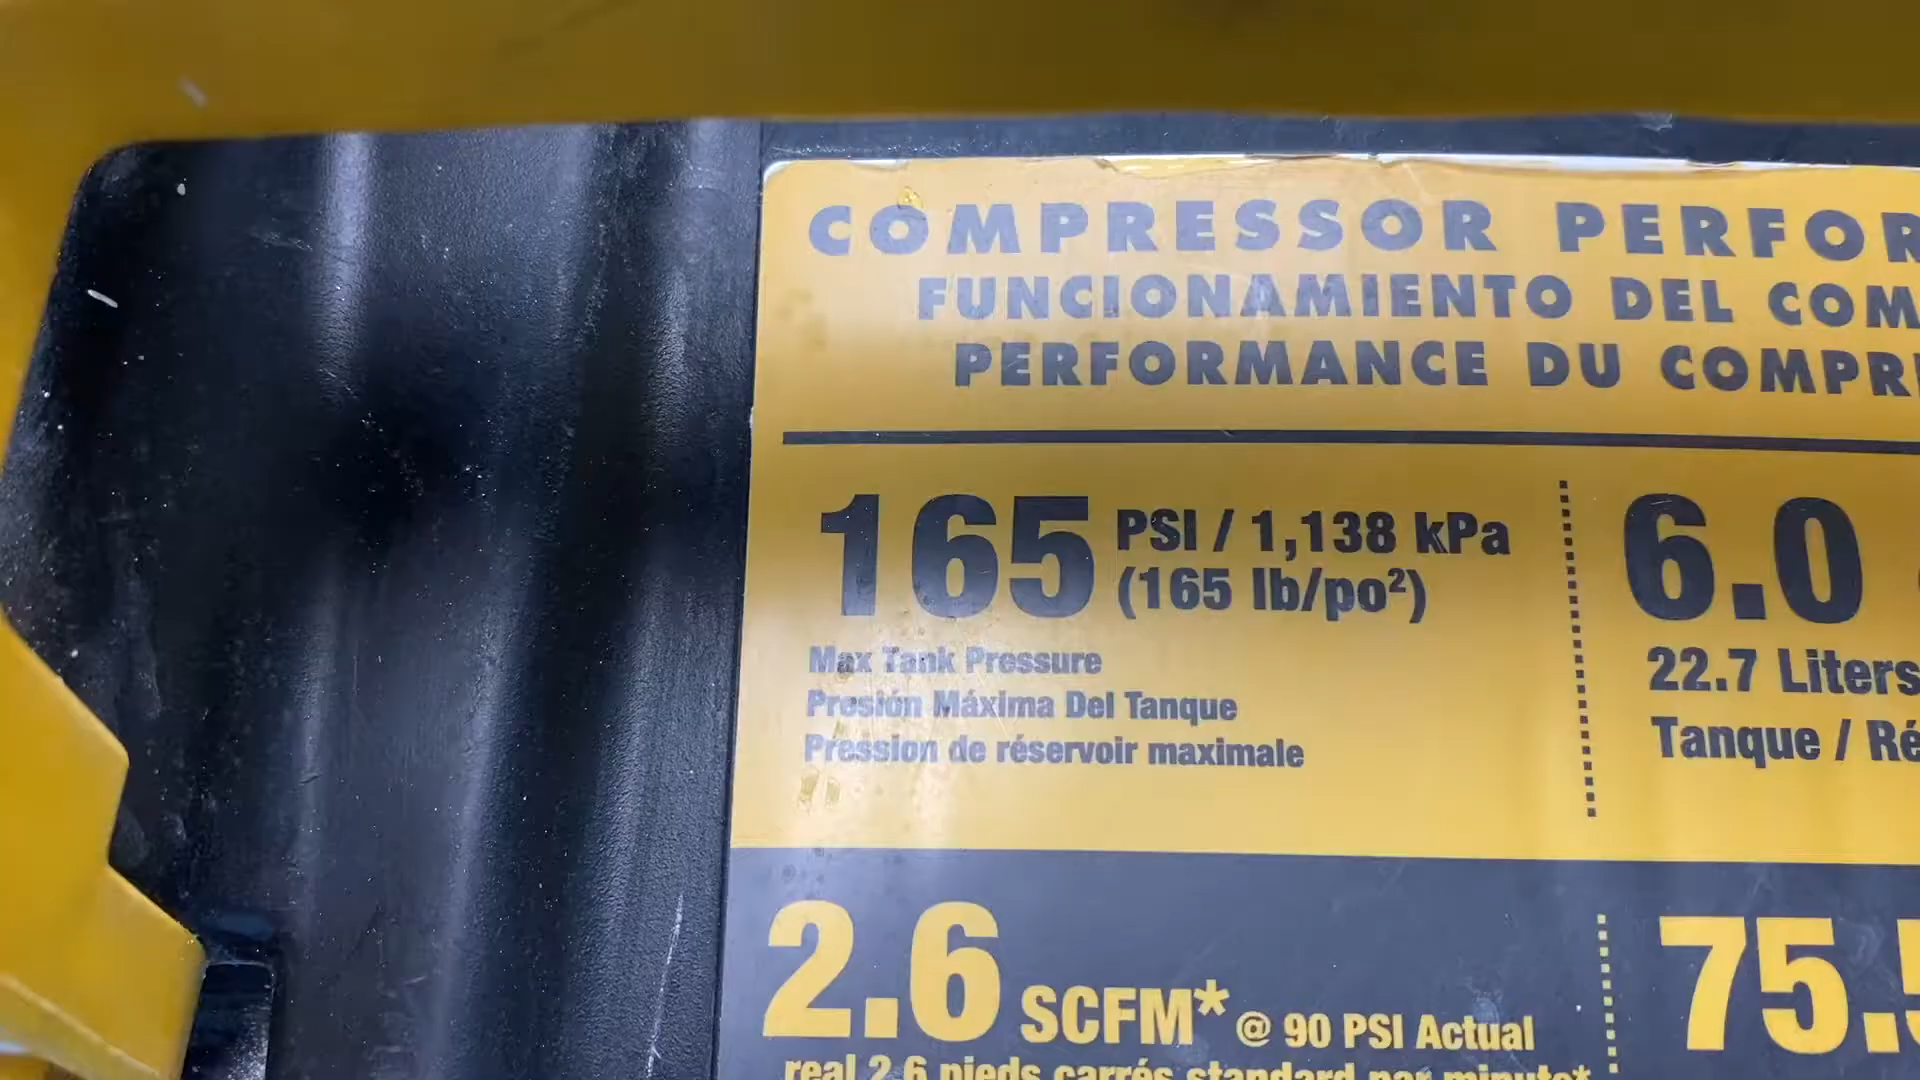 COMPRESSOR PERFOR
FUNCIONAMIENTO DEL COM
PERFORMANCE DU COMPR
165 PSI / 1,138 kPa
(165 lb/po²)
Max Tank Pressure
Presión Máxima Del Tanque
Pression de réservoir maximale
6.0
22.7 Liters
Tanque / Ré
2.6 SCFM* @ 90 PSI Actual
real 2.6 pieds carrés standard par minute*
75.5